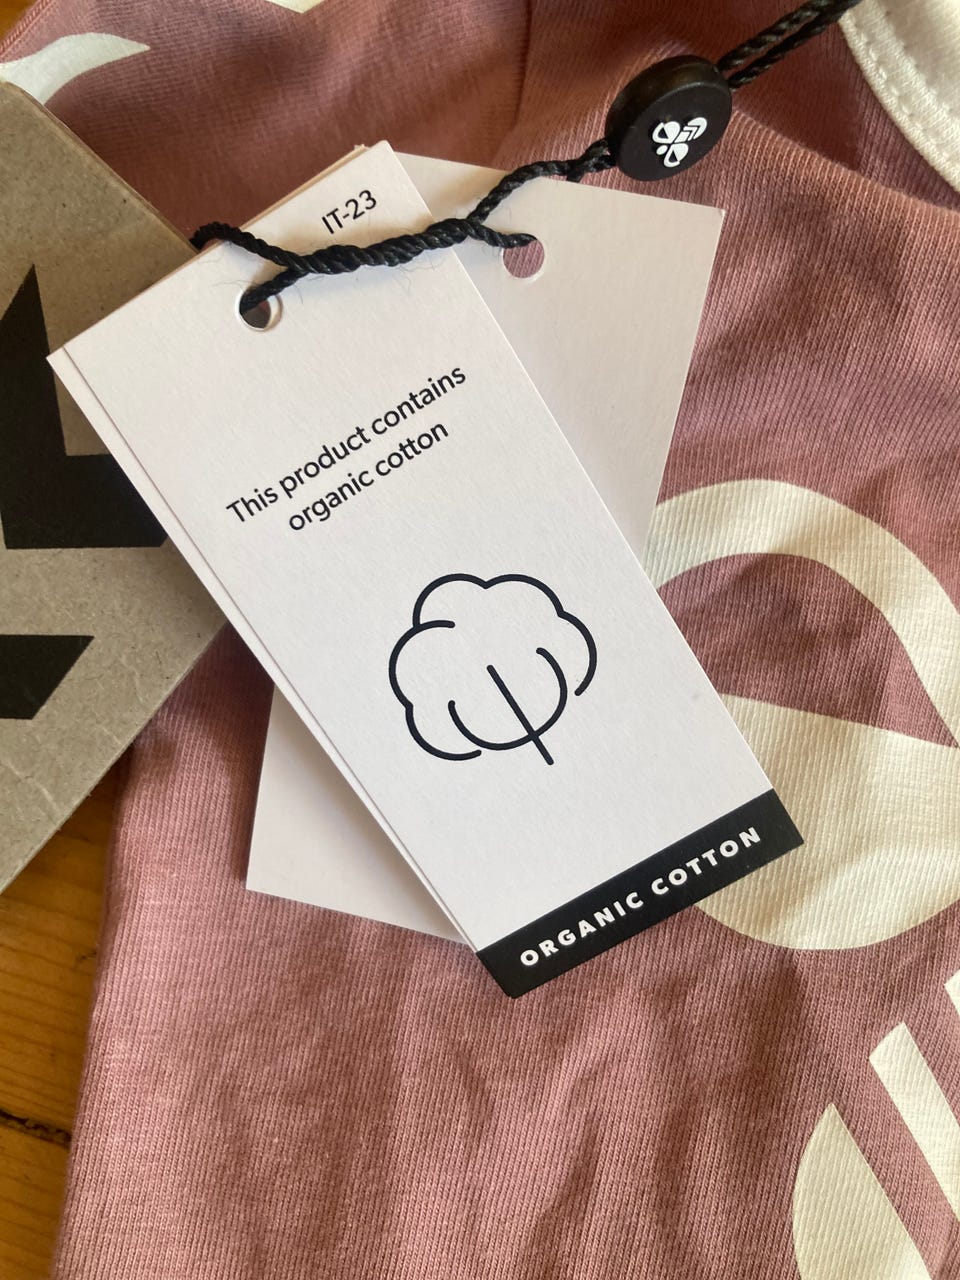 IT-23
This product contains
organic cotton
ORGANIC COTTON